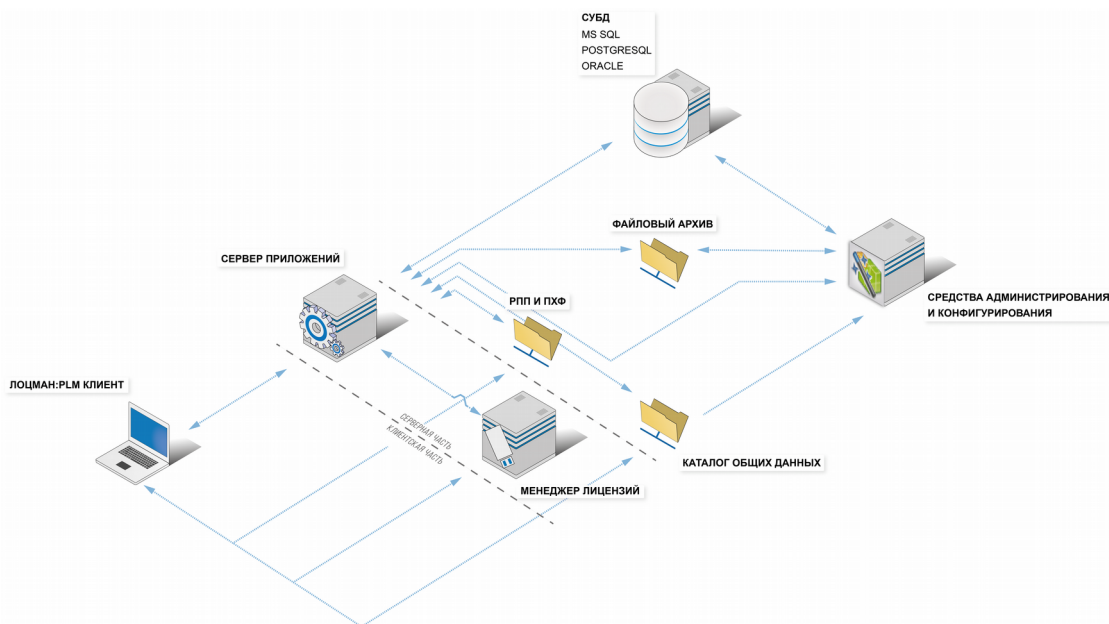 СУБД
MS SQL
POSTGRESQL
ORACLE
ФАЙЛОВЫЙ АРХИВ
СЕРВЕР ПРИЛОЖЕНИЙ
РПП И ПХФ
СРЕДСТВА АДМИНИСТРИРОВАНИЯ
И КОНФИГУРИРОВАНИЯ
ЛОЦМАН:PLM КЛИЕНТ
СЕРВЕРНАЯ ЧАСТЬ
КЛИЕНТСКАЯ ЧАСТЬ
КАТАЛОГ ОБЩИХ ДАННЫХ
МЕНЕДЖЕР ЛИЦЕНЗИЙ